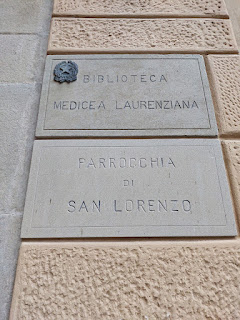 BIBLIOTECA
MEDICEA LAURENZIANA
PARROCCHIA
DI
SAN LORENZO